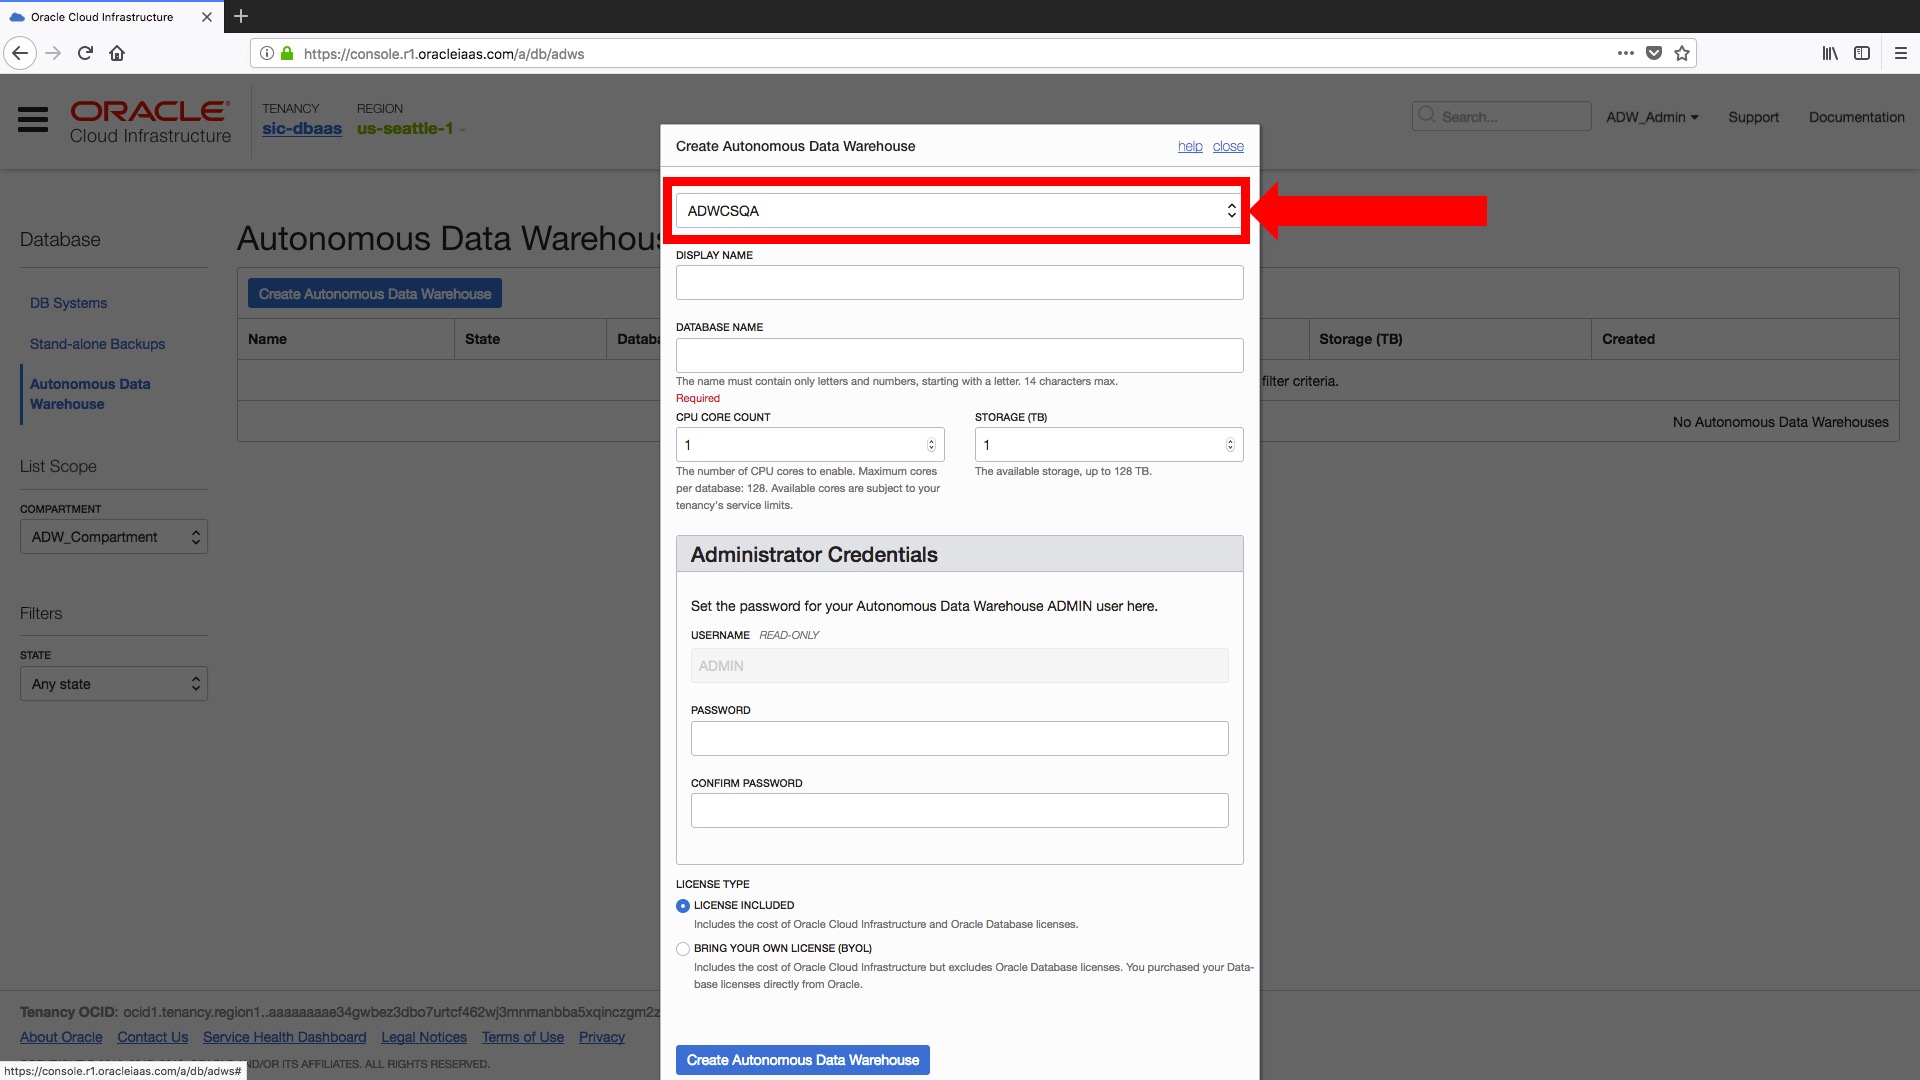 Oracle Cloud Infrastructure
https://console.r1.oracleiaas.com/a/db/adws
ORACLE
Cloud Infrastructure
TENANCY
sic-dbaas
REGION
us-seattle-1
Search...
ADW_Admin
Support
Documentation
Database
DB Systems
Stand-alone Backups
Autonomous Data
Warehouse
List Scope
COMPARTMENT
ADW_Compartment
Filters
STATE
Any state
Autonomous Data Warehous
Create Autonomous Data Warehouse
Name
State
Databa
Storage (TB)
Created
filter criteria.
No Autonomous Data Warehouses
Create Autonomous Data Warehouse
help
close
ADWCSQA
DISPLAY NAME
DATABASE NAME
The name must contain only letters and numbers, starting with a letter. 14 characters max.
Required
CPU CORE COUNT
1
The number of CPU cores to enable. Maximum cores
per database: 128. Available cores are subject to your
tenancy's service limits.
STORAGE (TB)
1
The available storage, up to 128 TB.
Administrator Credentials
Set the password for your Autonomous Data Warehouse ADMIN user here.
USERNAME READ-ONLY
ADMIN
PASSWORD
CONFIRM PASSWORD
LICENSE TYPE
LICENSE INCLUDED
Includes the cost of Oracle Cloud Infrastructure and Oracle Database licenses.
BRING YOUR OWN LICENSE (BYOL)
Includes the cost of Oracle Cloud Infrastructure but excludes Oracle Database licenses. You purchased your Data-
base licenses directly from Oracle.
Create Autonomous Data Warehouse
Tenancy OCID: ocid1.tenancy.region1..aaaaaaaae34gwbez3dbo7urtcf462wj3mnmanbba5xqinczgm2z
About Oracle
Contact Us
Service Health Dashboard
Legal Notices
Terms of Use
Privacy
ND/OR ITS AFFILIATES. ALL RIGHTS RESERVED.
https://console.r1.oracleiaas.com/a/db/adws#